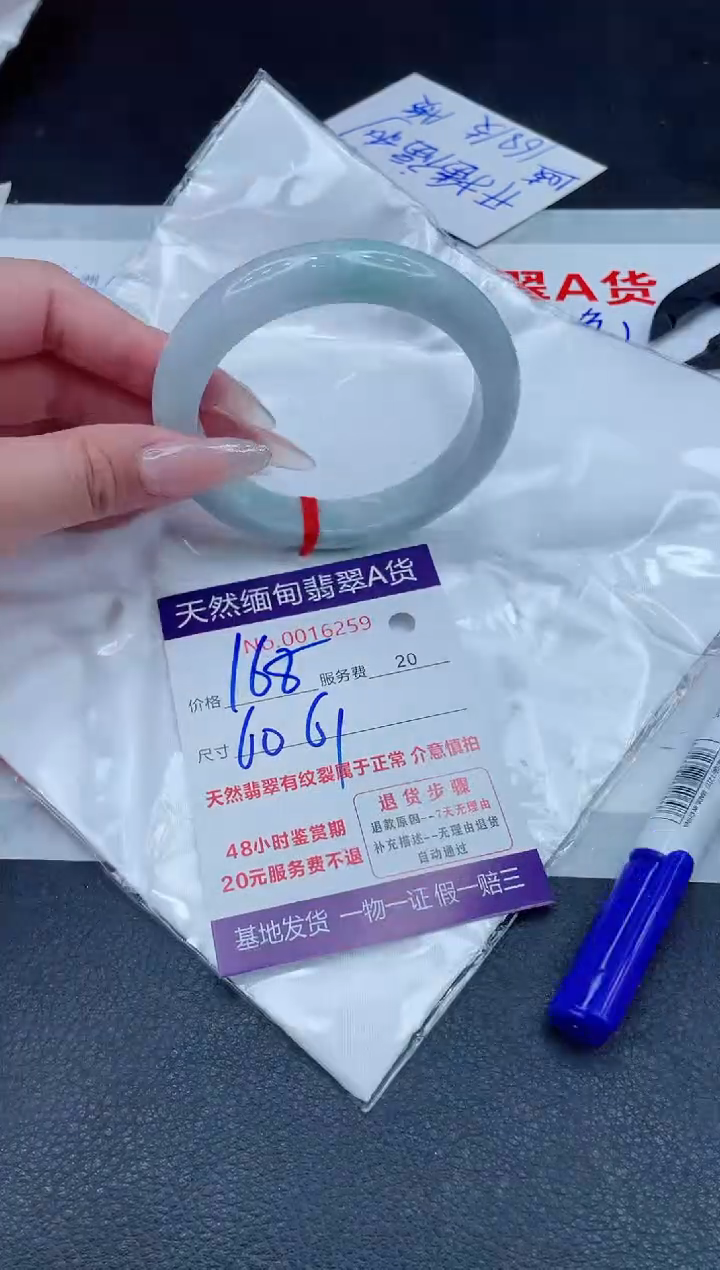 翠A货
天然缅甸翡翠A货
No.0016259
价格 168 服务费 20
尺寸 60
天然翡翠有纹裂属于正常 介意慎拍
48小时鉴赏期
20元服务费不退
退货步骤
退款原因--7天无理由
补充描述--无理由退货
自动通过
基地发货 一物一证 假一赔三